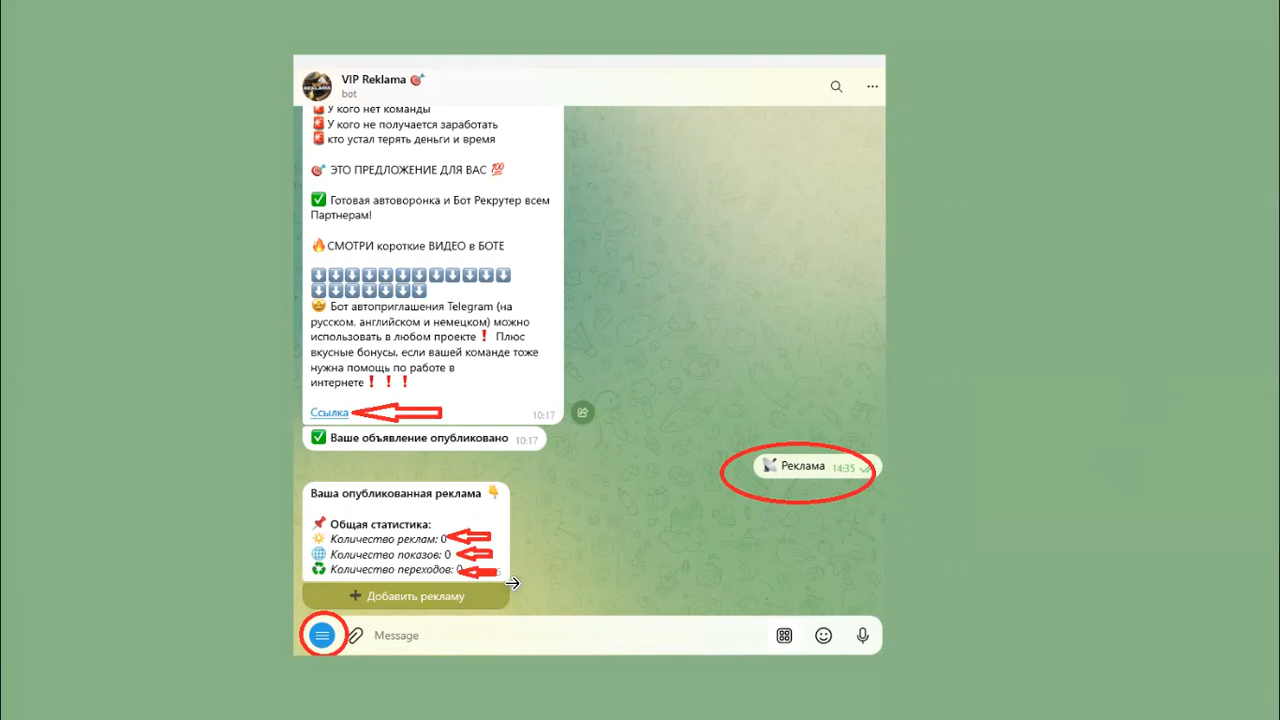 VIP Reklama 🎯
bot
🚨 У кого нет команды
🚨 У кого не получается заработать
🚨 кто устал терять деньги и время
🎯 ЭТО ПРЕДЛОЖЕНИЕ ДЛЯ ВАС 💯
✅ Готовая автоворонка и Бот Рекрутер всем
Партнерам!
🔥СМОТРИ короткие ВИДЕО в БОТЕ
⬇️⬇️⬇️⬇️⬇️⬇️⬇️⬇️⬇️⬇️⬇️⬇️
⬇️⬇️⬇️⬇️⬇️⬇️⬇️
🤩 Бот автоприглашения Telegram (на
русском, английском и немецком) можно
использовать в любом проекте❗ Плюс
вкусные бонусы, если вашей команде тоже
нужна помощь по работе в
интернете❗❗❗
Ссылка
10:17
✅ Ваше объявление опубликовано 10:17
Реклама 14:35
Ваша опубликованная реклама 👇
📌 Общая статистика:
🔅 Количество реклам: 0
🌐 Количество показов: 0
♻️ Количество переходов: 0
➕ Добавить рекламу
Message